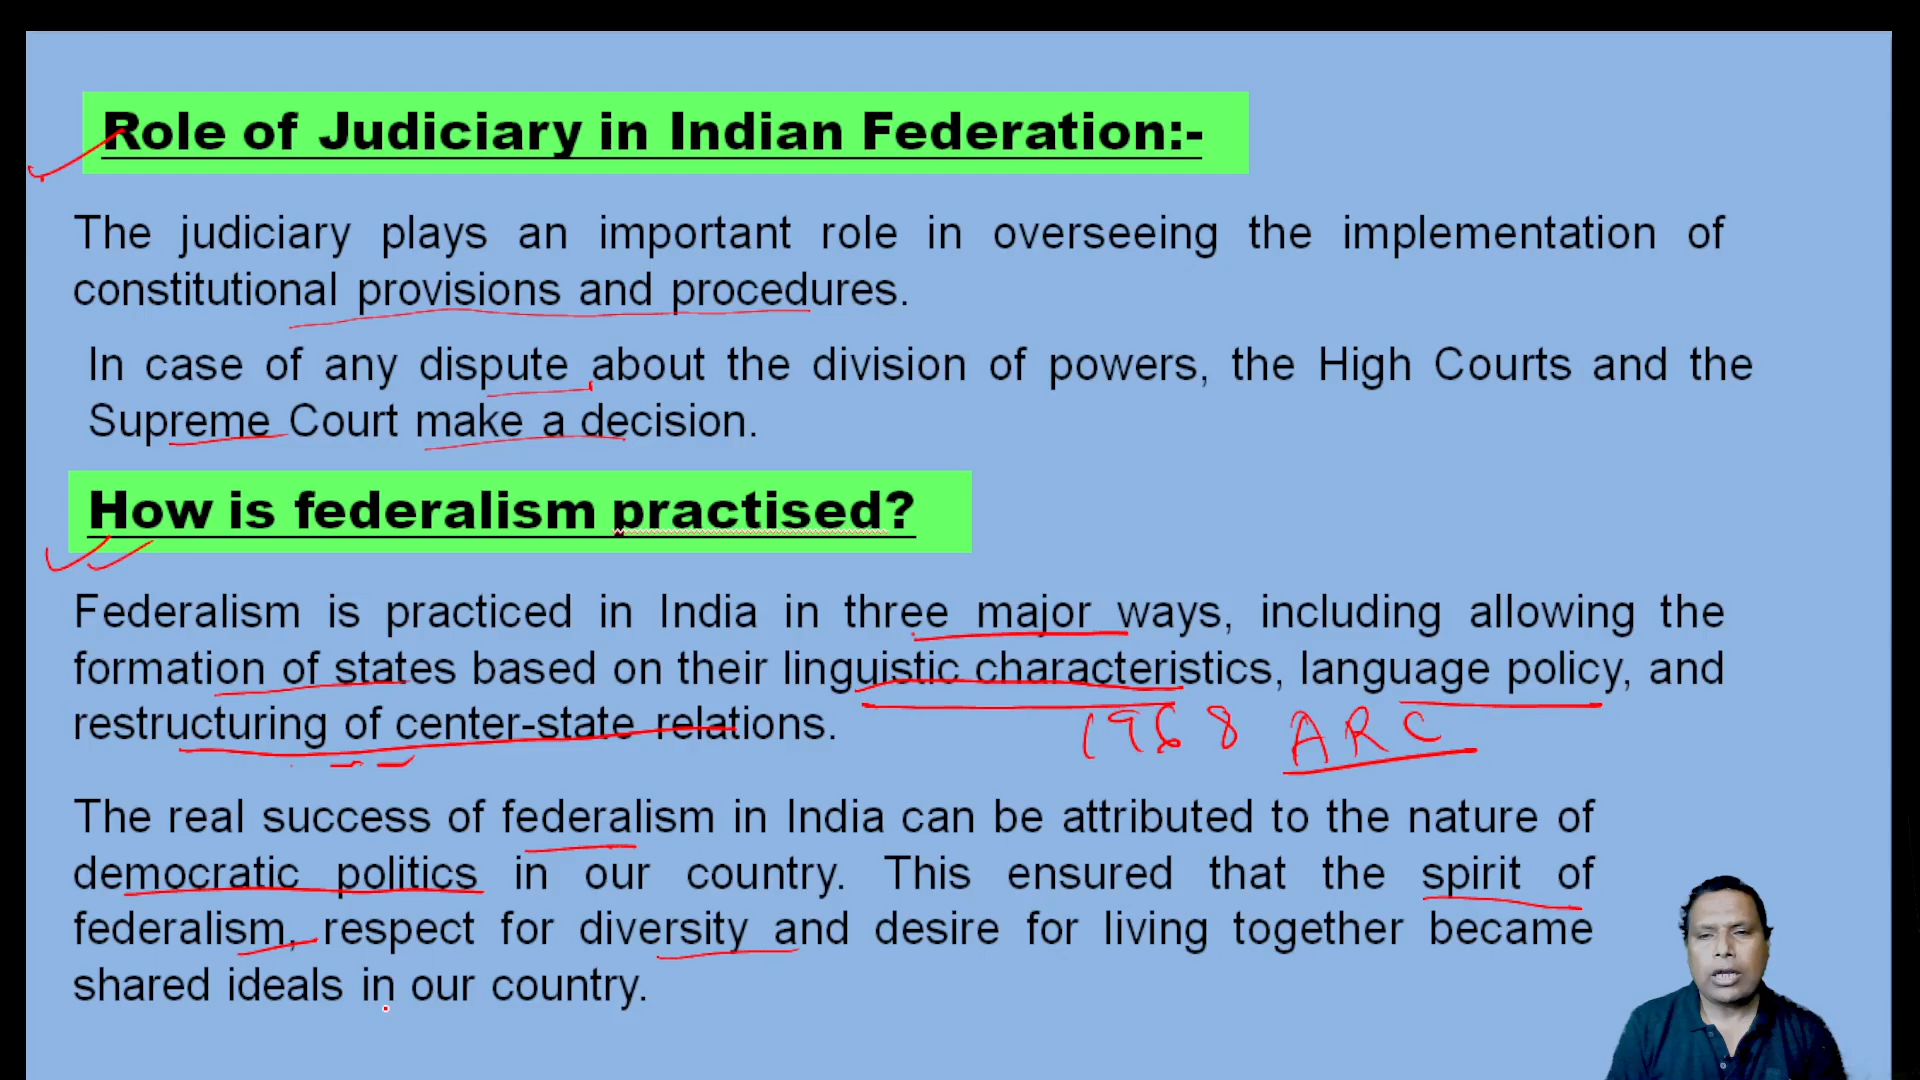 Role of Judiciary in Indian Federation:-
The judiciary plays an important role in overseeing the implementation of
constitutional provisions and procedures.
In case of any dispute about the division of powers, the High Courts and the
Supreme Court make a decision.
How is federalism practised?
Federalism is practiced in India in three major ways, including allowing the
formation of states based on their linguistic characteristics, language policy, and
restructuring of center-state relations.
1968 ARC
The real success of federalism in India can be attributed to the nature of
democratic politics in our country. This ensured that the spirit of
federalism, respect for diversity and desire for living together became
shared ideals in our country.